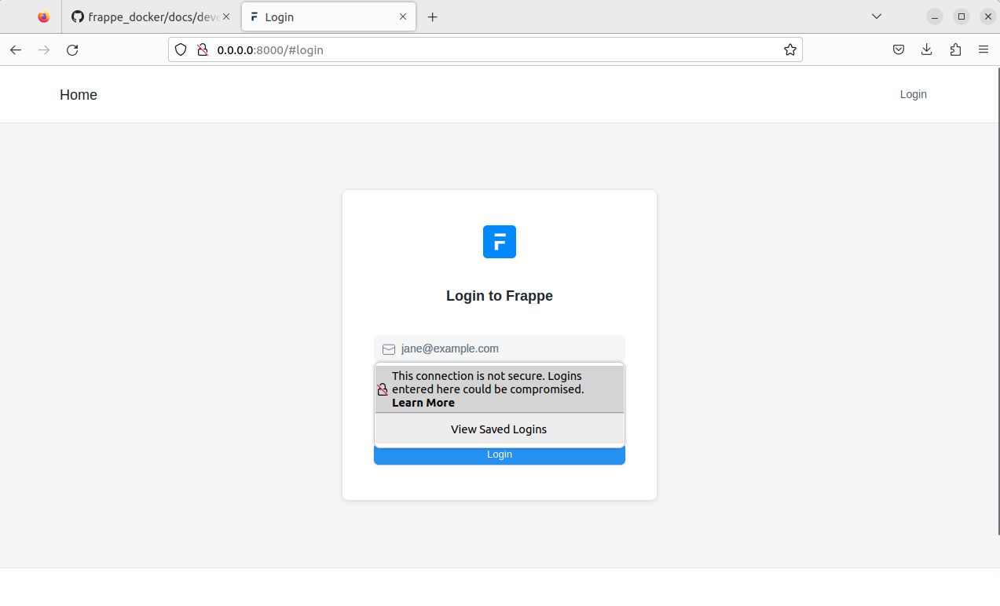 frappe_docker/docs/deve
Login
0.0.0.0:8000/#login
Home
Login
F
Login to Frappe
jane@example.com
This connection is not secure. Logins
entered here could be compromised.
Learn More
View Saved Logins
Login